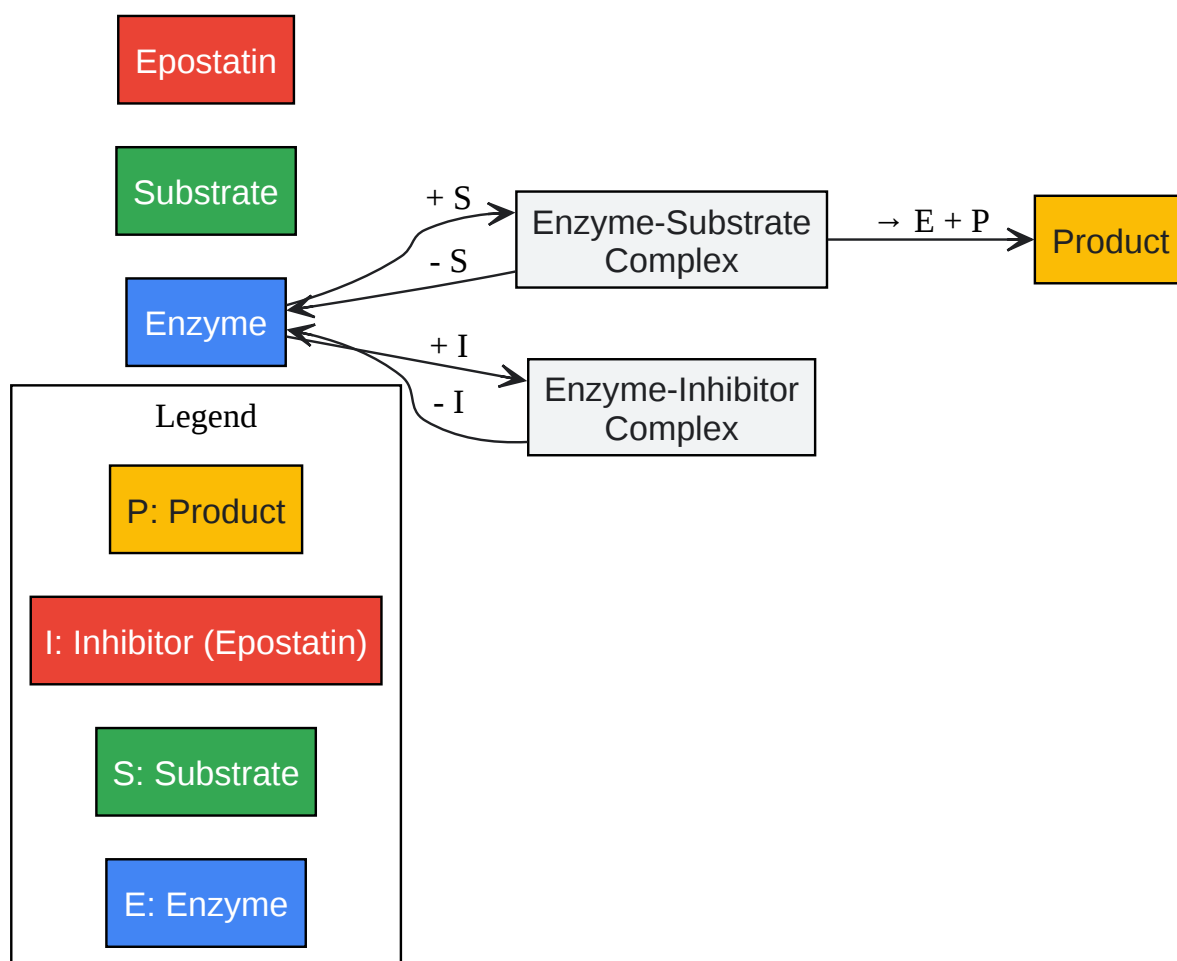 Epostatin
Substrate
+ S
Enzyme-Substrate
Complex
→ E + P
Product
- S
Enzyme
+ I
Enzyme-Inhibitor
Complex
- I
Legend
P: Product
I: Inhibitor (Epostatin)
S: Substrate
E: Enzyme